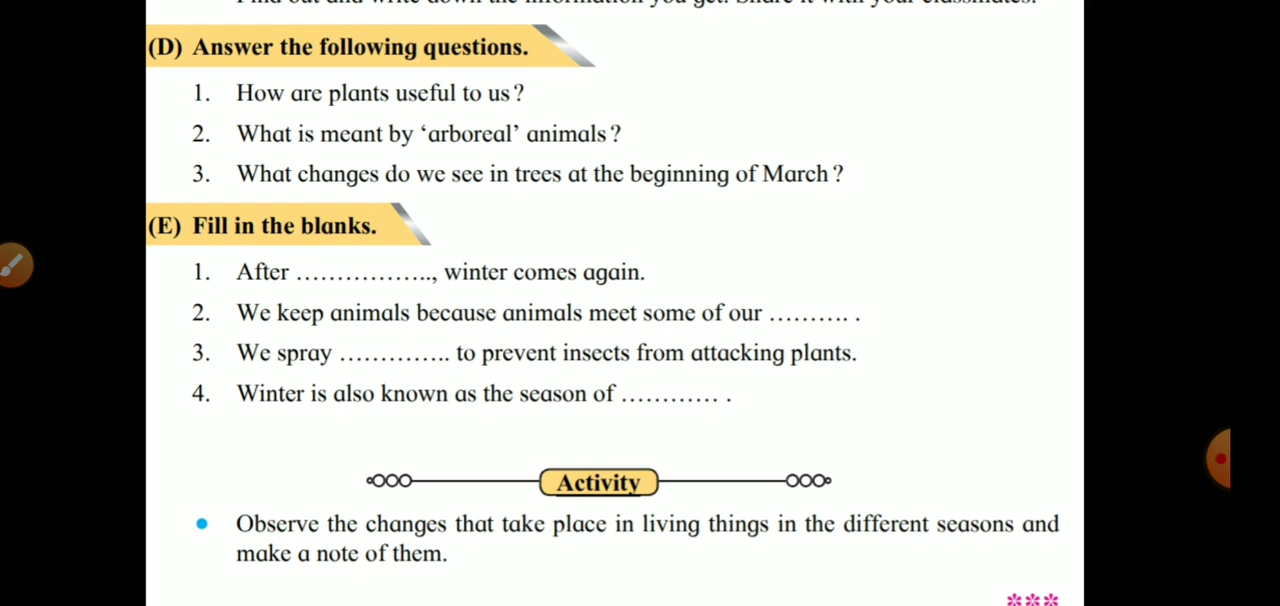 (D) Answer the following questions.
1. How are plants useful to us?
2. What is meant by ‘arboreal’ animals?
3. What changes do we see in trees at the beginning of March?
(E) Fill in the blanks.
1. After ................., winter comes again.
2. We keep animals because animals meet some of our .......... .
3. We spray .............. to prevent insects from attacking plants.
4. Winter is also known as the season of ............ .
Activity
• Observe the changes that take place in living things in the different seasons and
make a note of them.
***